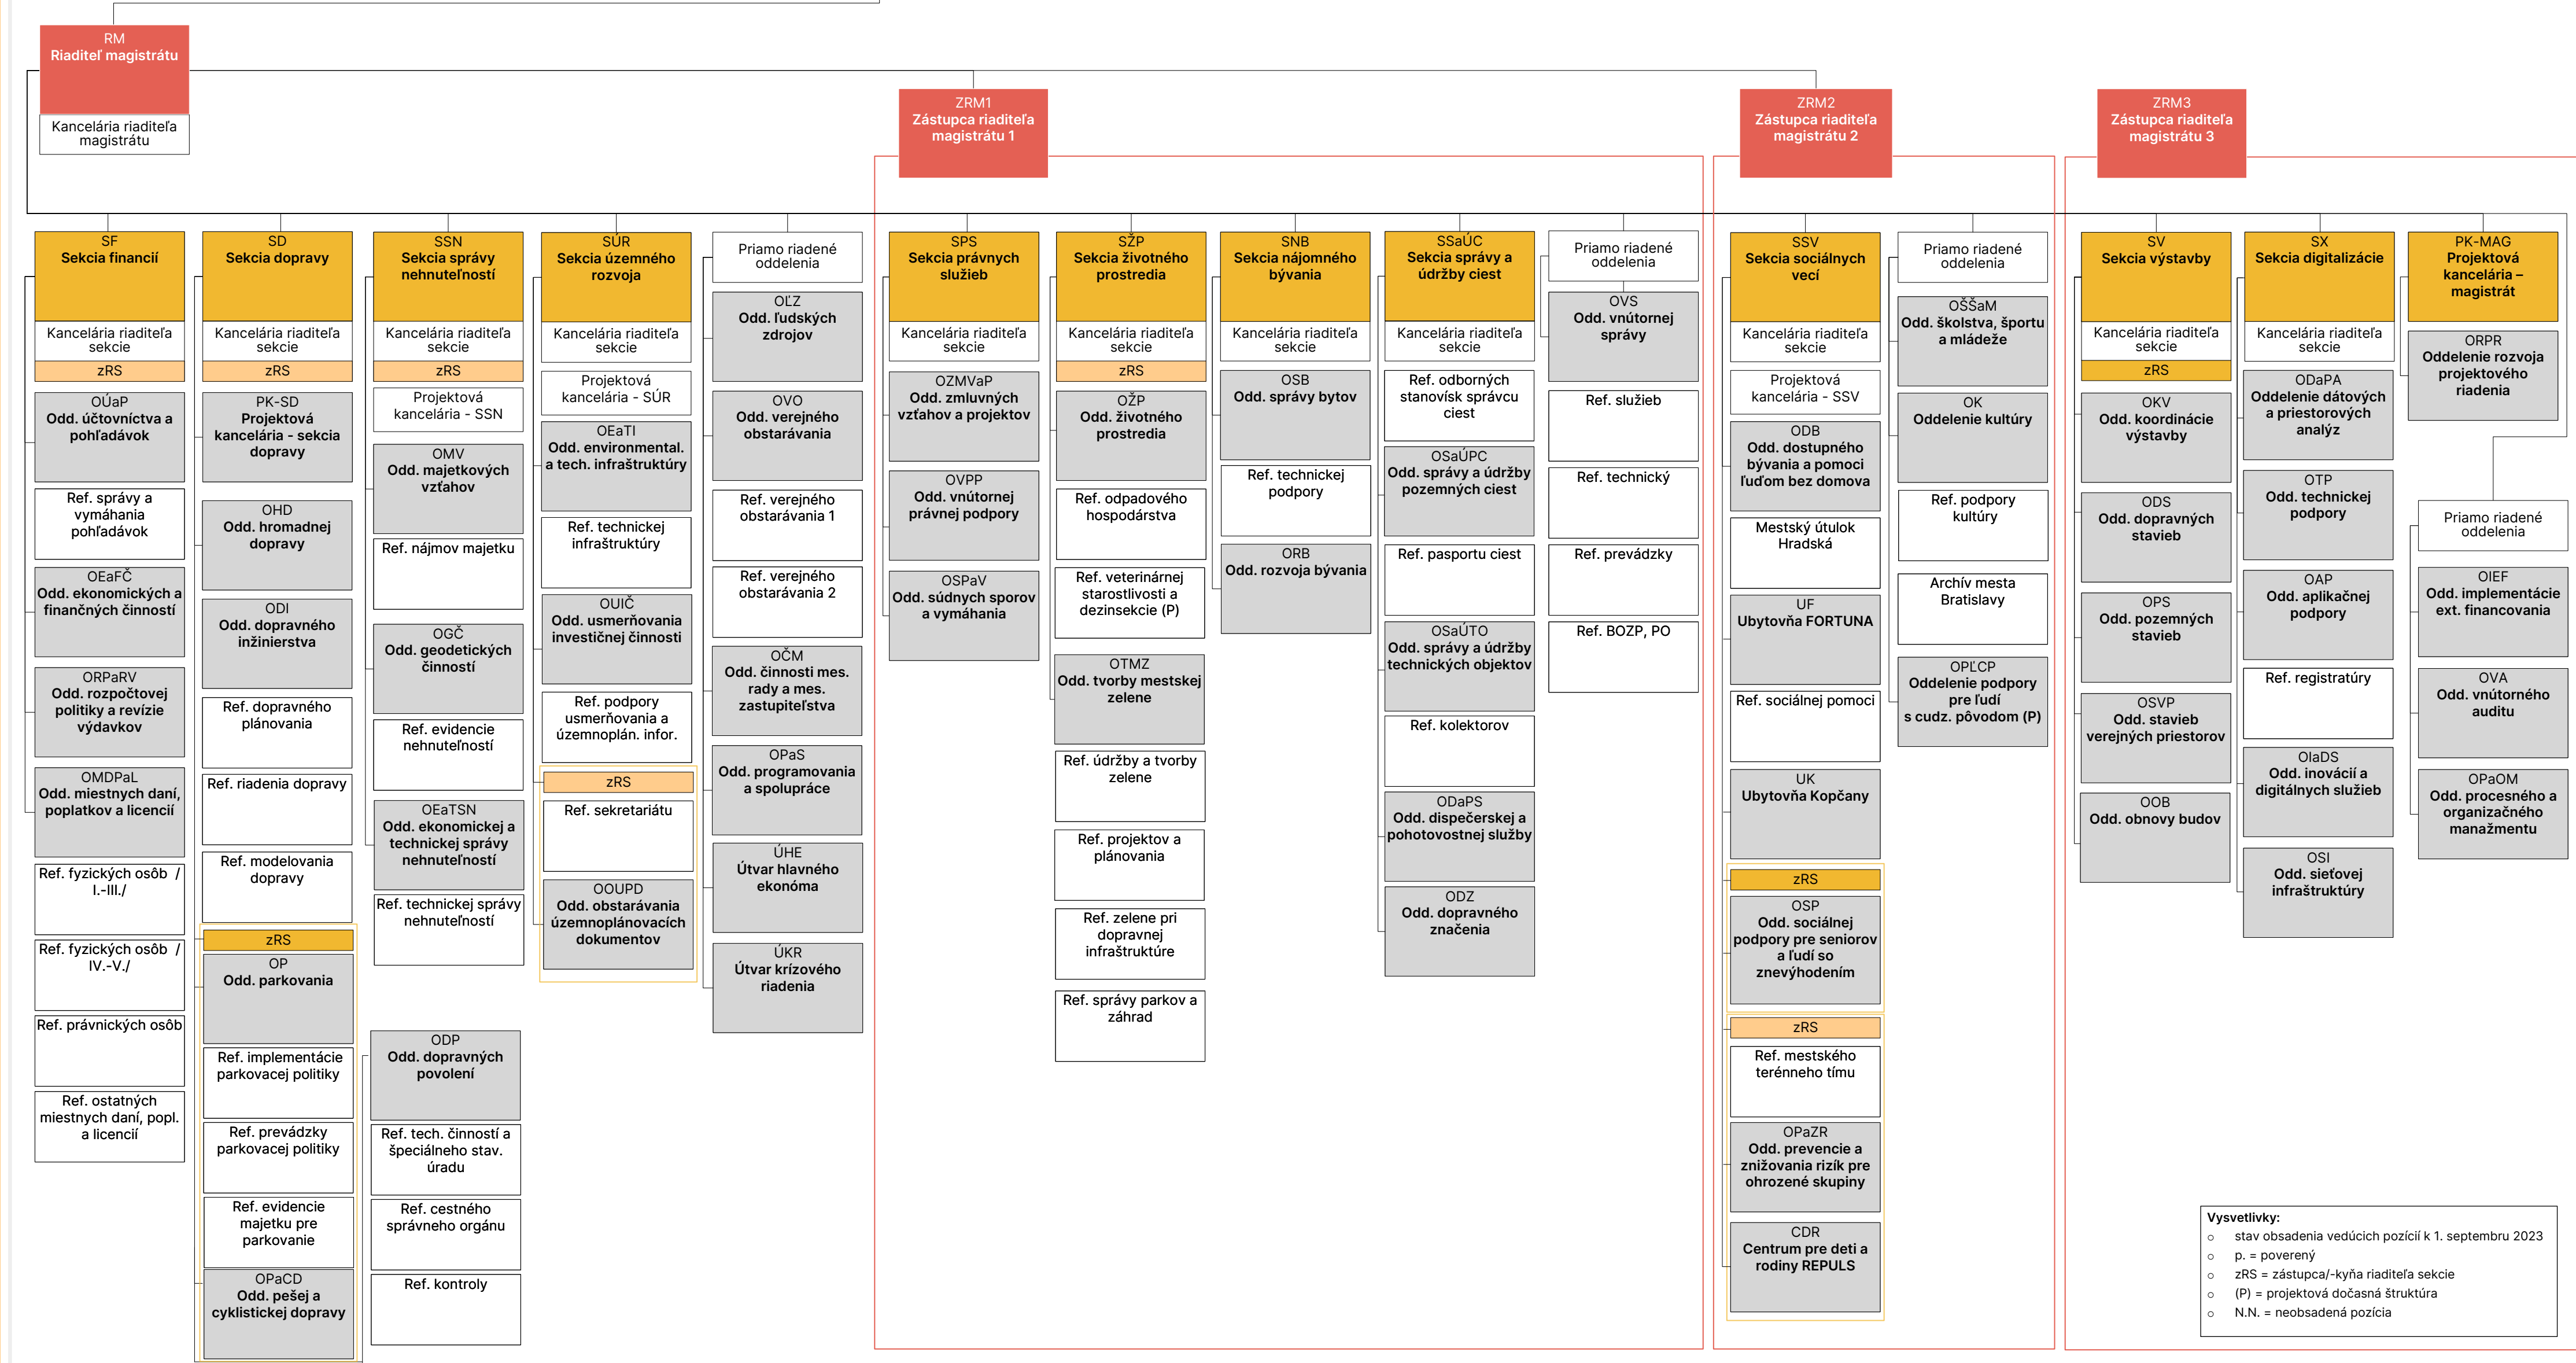 RM
Riaditeľ magistrátu
Kancelária riaditeľa
magistrátu
ZRM1
Zástupca riaditeľa
magistrátu 1
ZRM2
Zástupca riaditeľa
magistrátu 2
ZRM3
Zástupca riaditeľa
magistrátu 3
SF
Sekcia financií
Kancelária riaditeľa
sekcie
zRS
OÚaP
Odd. účtovníctva a
pohľadávok
Ref. správy a
vymáhania
pohľadávok
OEaFČ
Odd. ekonomických a
finančných činností
ORPaRV
Odd. rozpočtovej
politiky a revízie
výdavkov
OMDPaL
Odd. miestnych daní,
poplatkov a licencií
Ref. fyzických osôb /
I.-III./
Ref. fyzických osôb /
IV.-V./
Ref. právnických osôb
Ref. ostatných
miestnych daní, popl.
a licencií
SD
Sekcia dopravy
Kancelária riaditeľa
sekcie
zRS
PK-SD
Projektová
kancelária - sekcia
dopravy
OHD
Odd. hromadnej
dopravy
ODI
Odd. dopravného
inžinierstva
Ref. dopravného
plánovania
Ref. riadenia dopravy
Ref. modelovania
dopravy
zRS
OP
Odd. parkovania
Ref. implementácie
parkovacej politiky
Ref. prevádzky
parkovacej politiky
Ref. evidencie
majetku pre
parkovanie
OPaCD
Odd. pešej a
cyklistickej dopravy
SSN
Sekcia správy
nehnuteľností
Kancelária riaditeľa
sekcie
zRS
Projektová
kancelária - SSN
OMV
Odd. majetkových
vzťahov
Ref. nájmov majetku
OGČ
Odd. geodetických
činností
Ref. evidencie
nehnuteľností
OEaTSN
Odd. ekonomickej a
technickej správy
nehnuteľností
Ref. technickej správy
nehnuteľností
ODP
Odd. dopravných
povolení
Ref. tech. činností a
špeciálneho stav.
úradu
Ref. cestného
správneho orgánu
Ref. kontroly
SÚR
Sekcia územného
rozvoja
Kancelária riaditeľa
sekcie
Projektová
kancelária - SÚR
OEaTI
Odd. environmental.
a tech. infraštruktúry
Ref. technickej
infraštruktúry
OUIČ
Odd. usmerňovania
investičnej činnosti
Ref. podpory
usmerňovania a
územnoplán. infor.
zRS
Ref. sekretariátu
OOUPD
Odd. obstarávania
územnoplánovacích
dokumentov
Priamo riadené
oddelenia
OĽZ
Odd. ľudských
zdrojov
OVO
Odd. verejného
obstarávania
Ref. verejného
obstarávania 1
Ref. verejného
obstarávania 2
OČM
Odd. činnosti mes.
rady a mes.
zastupiteľstva
OPaS
Odd. programovania
a spolupráce
ÚHE
Útvar hlavného
ekonóma
ÚKR
Útvar krízového
riadenia
SPS
Sekcia právnych
služieb
Kancelária riaditeľa
sekcie
OZMVaP
Odd. zmluvných
vzťahov a projektov
OVPP
Odd. vnútornej
právnej podpory
OSPaV
Odd. súdnych sporov
a vymáhania
SŽP
Sekcia životného
prostredia
Kancelária riaditeľa
sekcie
zRS
OŽP
Odd. životného
prostredia
Ref. odpadového
hospodárstva
Ref. veterinárnej
starostlivosti a
dezinsekcie (P)
OTMZ
Odd. tvorby mestskej
zelene
Ref. údržby a tvorby
zelene
Ref. projektov a
plánovania
Ref. zelene pri
dopravnej
infraštruktúre
Ref. správy parkov a
záhrad
SNB
Sekcia nájomného
bývania
Kancelária riaditeľa
sekcie
OSB
Odd. správy bytov
Ref. technickej
podpory
ORB
Odd. rozvoja bývania
SSaÚC
Sekcia správy a
údržby ciest
Kancelária riaditeľa
sekcie
Ref. odborných
stanovísk správcu
ciest
OSaÚPC
Odd. správy a údržby
pozemných ciest
Ref. pasportu ciest
OSaÚTO
Odd. správy a údržby
technických objektov
Ref. kolektorov
ODaPS
Odd. dispečerskej a
pohotovostnej služby
ODZ
Odd. dopravného
značenia
Priamo riadené
oddelenia
OVS
Odd. vnútornej
správy
Ref. služieb
Ref. technický
Ref. prevádzky
Ref. BOZP, PO
SSV
Sekcia sociálnych
vecí
Kancelária riaditeľa
sekcie
Projektová
kancelária - SSV
ODB
Odd. dostupného
bývania a pomoci
ľuďom bez domova
Mestský útulok
Hradská
UF
Ubytovňa FORTUNA
Ref. sociálnej pomoci
UK
Ubytovňa Kopčany
zRS
OSP
Odd. sociálnej
podpory pre seniorov
a ľudí so
znevýhodením
zRS
Ref. mestského
terénneho tímu
OPaZR
Odd. prevencie a
znižovania rizík pre
ohrozené skupiny
CDR
Centrum pre deti a
rodiny REPULS
Priamo riadené
oddelenia
OŠŠaM
Odd. školstva, športu
a mládeže
OK
Oddelenie kultúry
Ref. podpory
kultúry
Archív mesta
Bratislavy
OPĽCP
Oddelenie podpory
pre ľudí
s cudz. pôvodom (P)
SV
Sekcia výstavby
Kancelária riaditeľa
sekcie
zRS
OKV
Odd. koordinácie
výstavby
ODS
Odd. dopravných
stavieb
OPS
Odd. pozemných
stavieb
OSVP
Odd. stavieb
verejných priestorov
OOB
Odd. obnovy budov
SX
Sekcia digitalizácie
Kancelária riaditeľa
sekcie
ODaPA
Oddelenie dátových
a priestorových
analýz
OTP
Odd. technickej
podpory
OAP
Odd. aplikačnej
podpory
Ref. registratúry
OIaDS
Odd. inovácií a
digitálnych služieb
OSI
Odd. sieťovej
infraštruktúry
PK-MAG
Projektová
kancelária –
magistrát
ORPR
Oddelenie rozvoja
projektového
riadenia
Priamo riadené
oddelenia
OIEF
Odd. implementácie
ext. financovania
OVA
Odd. vnútorného
auditu
OPaOM
Odd. procesného a
organizačného
manažmentu
Vysvetlivky:
o stav obsadenia vedúcich pozícií k 1. septembru 2023
o p. = poverený
o zRS = zástupca/-kyňa riaditeľa sekcie
o (P) = projektová dočasná štruktúra
o N.N. = neobsadená pozícia